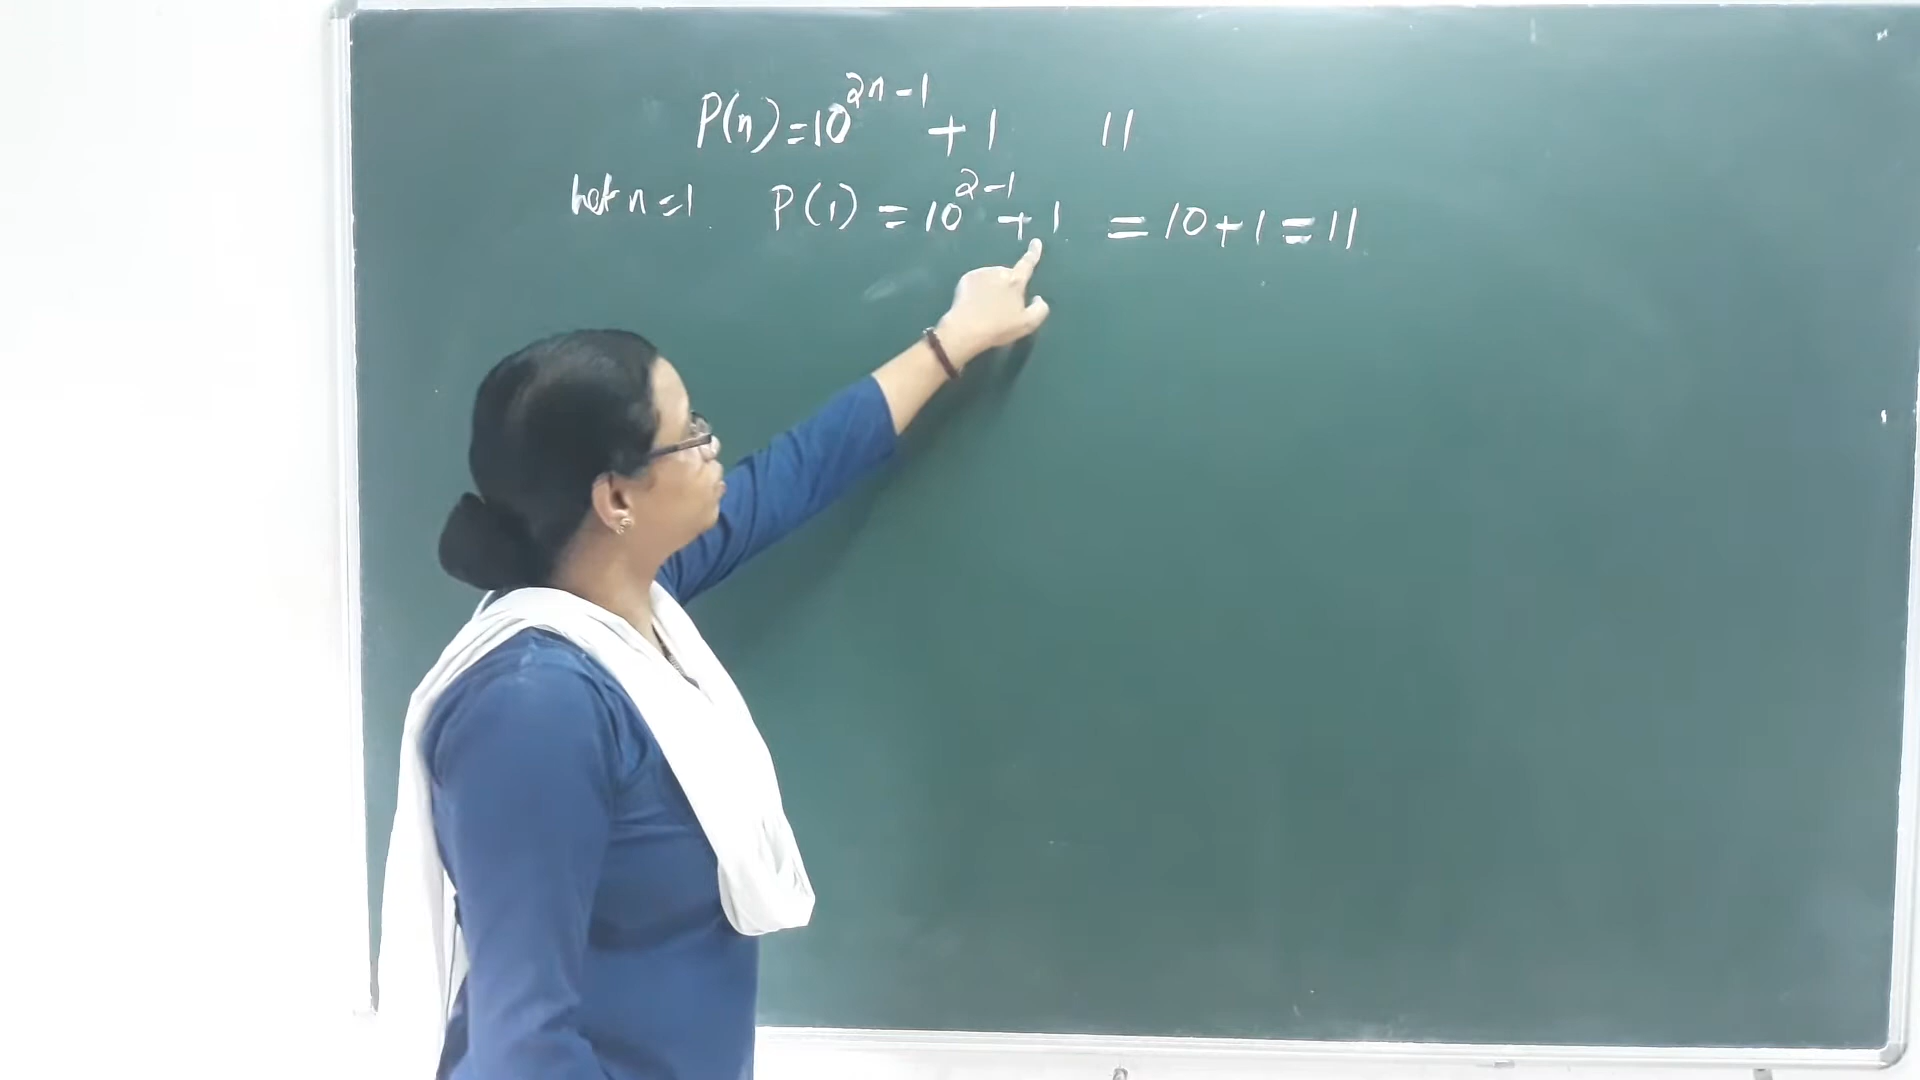 P(n) = 10^{2n-1} + 1 11
Let n = 1 P(1) = 10^{2-1} + 1 = 10 + 1 = 11